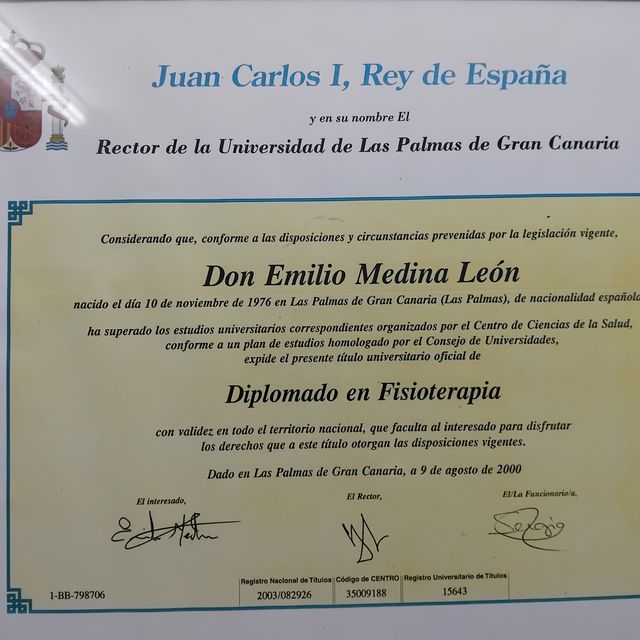 Juan Carlos I, Rey de España
y en su nombre El
Rector de la Universidad de Las Palmas de Gran Canaria
Considerando que, conforme a las disposiciones y circunstancias prevenidas por la legislación vigente,
Don Emilio Medina León
nacido el día 10 de noviembre de 1976 en Las Palmas de Gran Canaria (Las Palmas), de nacionalidad española
ha superado los estudios universitarios correspondientes organizados por el Centro de Ciencias de la Salud,
conforme a un plan de estudios homologado por el Consejo de Universidades,
expide el presente título universitario oficial de
Diplomado en Fisioterapia
con validez en todo el territorio nacional, que faculta al interesado para disfrutar
los derechos que a este título otorgan las disposiciones vigentes.
Dado en Las Palmas de Gran Canaria, a 9 de agosto de 2000
El interesado, El Rector, El/La Funcionario/a,
Registro Nacional de Títulos Código de CENTRO Registro Universitario de Títulos
1-BB-798706 2003/082926 35009188 15643